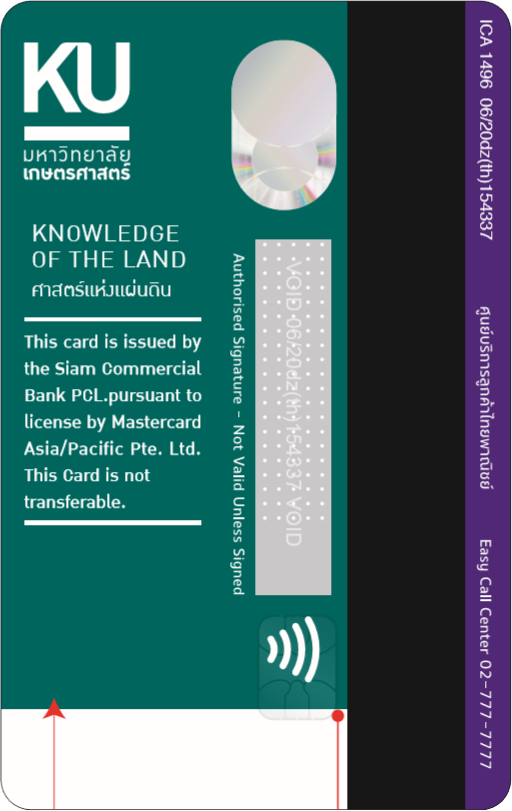 KU
มหาวิทยาลัย
เกษตรศาสตร์
KNOWLEDGE
OF THE LAND
ศาสตร์แห่งแผ่นดิน
This card is issued by
the Siam Commercial
Bank PCL.pursuant to
license by Mastercard
Asia/Pacific Pte. Ltd.
This Card is not
transferable.
Authorised Signature - Not Valid Unless Signed
VOID 06/20dz(th)154337 VOID
ICA 1496 06/20dz(th)154337
ศูนย์บริการลูกค้าไทยพาณิชย์
Easy Call Center 02-777-7777